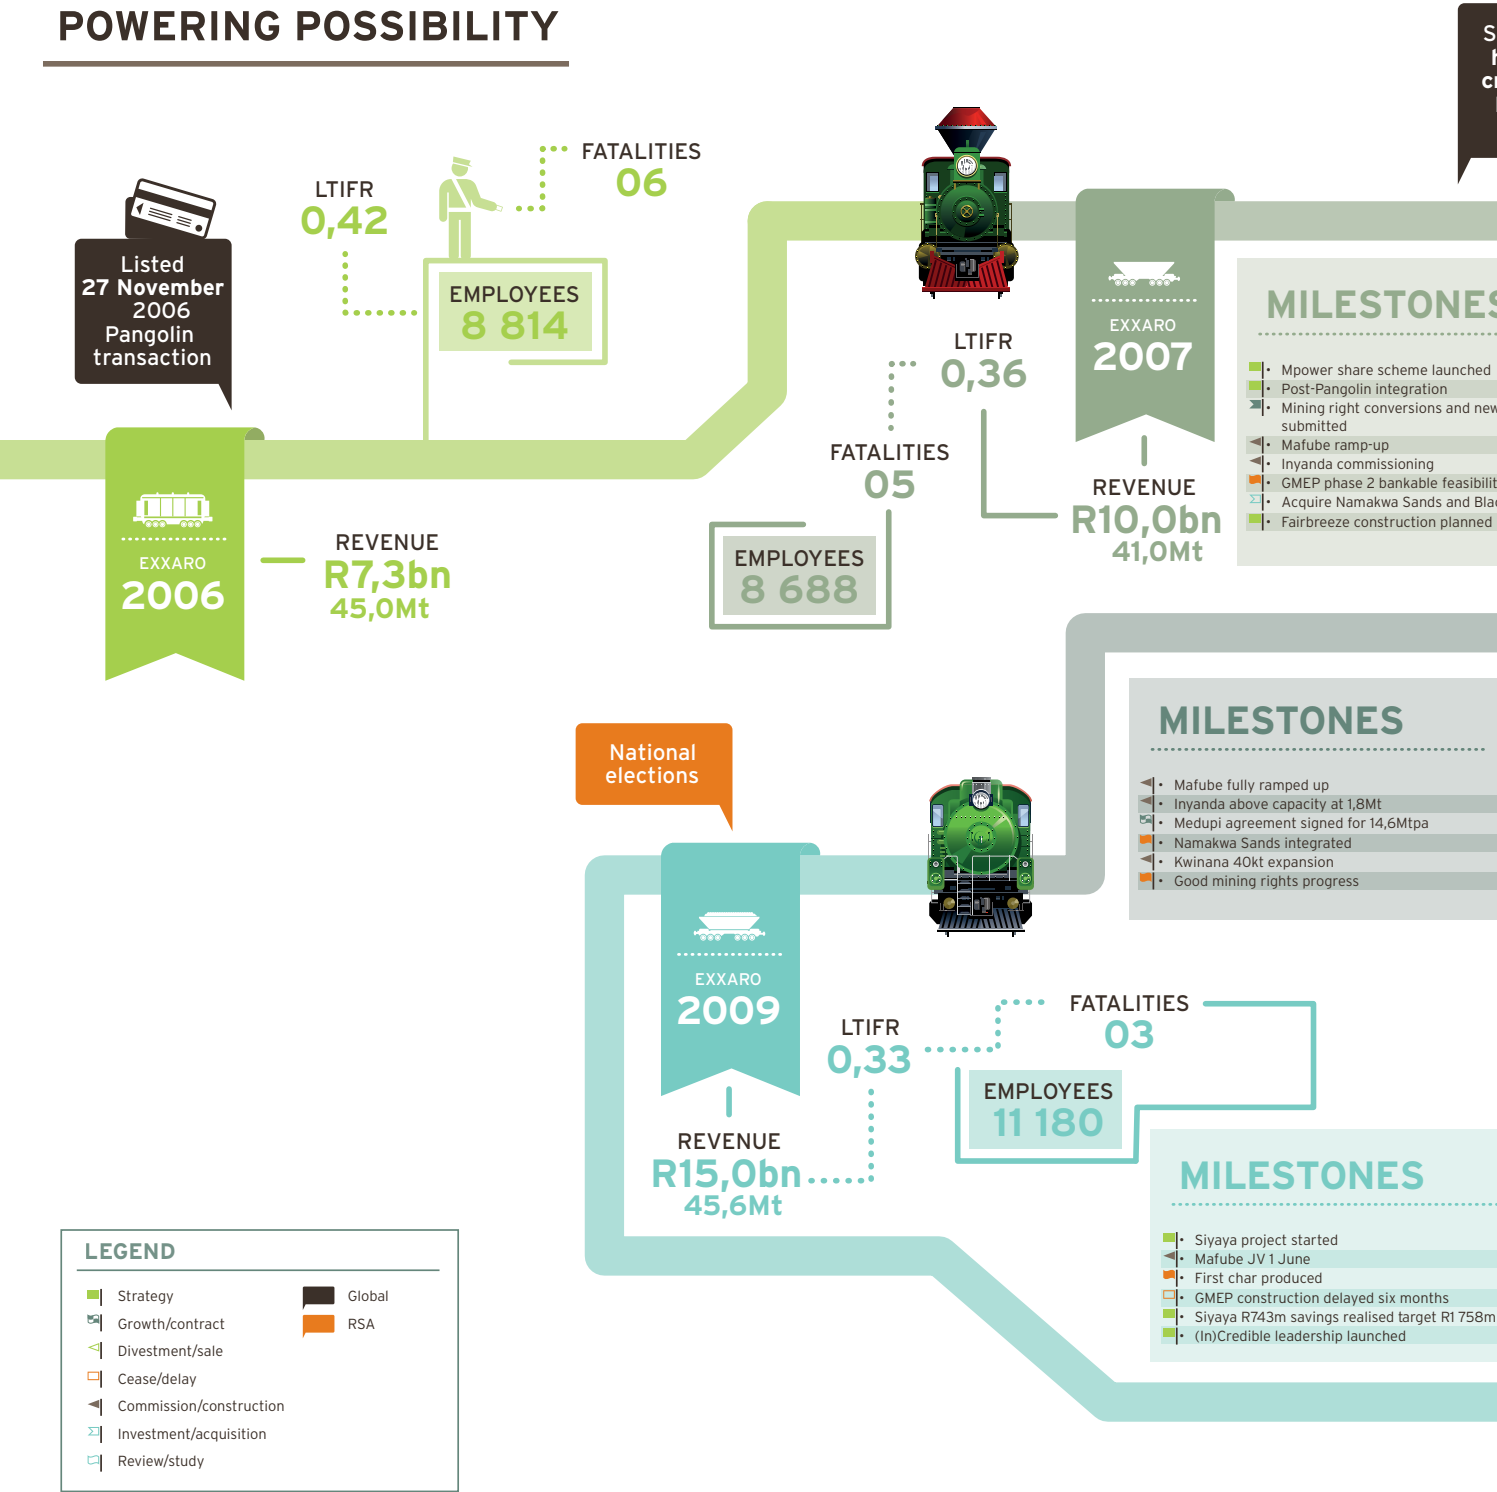 POWERING POSSIBILITY
Listed
27 November
2006
Pangolin
transaction
LTIFR
0,42
FATALITIES
06
EMPLOYEES
8 814
EXXARO
2006
REVENUE
R7,3bn
45,0Mt
EXXARO
2007
LTIFR
0,36
FATALITIES
05
EMPLOYEES
8 688
REVENUE
R10,0bn
41,0Mt
MILESTONES
• Mpower share scheme launched
• Post-Pangolin integration
• Mining right conversions and new
submitted
• Mafube ramp-up
• Inyanda commissioning
• GMEP phase 2 bankable
• Acquire Namakwa Sands and
• Fairbreeze construction planned
MILESTONES
• Mafube fully ramped up
• Inyanda above capacity at 1,8Mt
• Medupi agreement signed for 14,6Mtpa
• Namakwa Sands integrated
• Kwinana 40kt expansion
• Good mining rights progress
National
elections
EXXARO
2009
LTIFR
0,33
FATALITIES
03
EMPLOYEES
11 180
REVENUE
R15,0bn
45,6Mt
MILESTONES
• Siyaya project started
• Mafube JV 1 June
• First char produced
• GMEP construction delayed six months
• Siyaya R743m savings realised target R1 758m
• (In)Credible leadership launched
LEGEND
Strategy
Growth/contract
Divestment/sale
Cease/delay
Commission/construction
Investment/acquisition
Review/study
Global
RSA